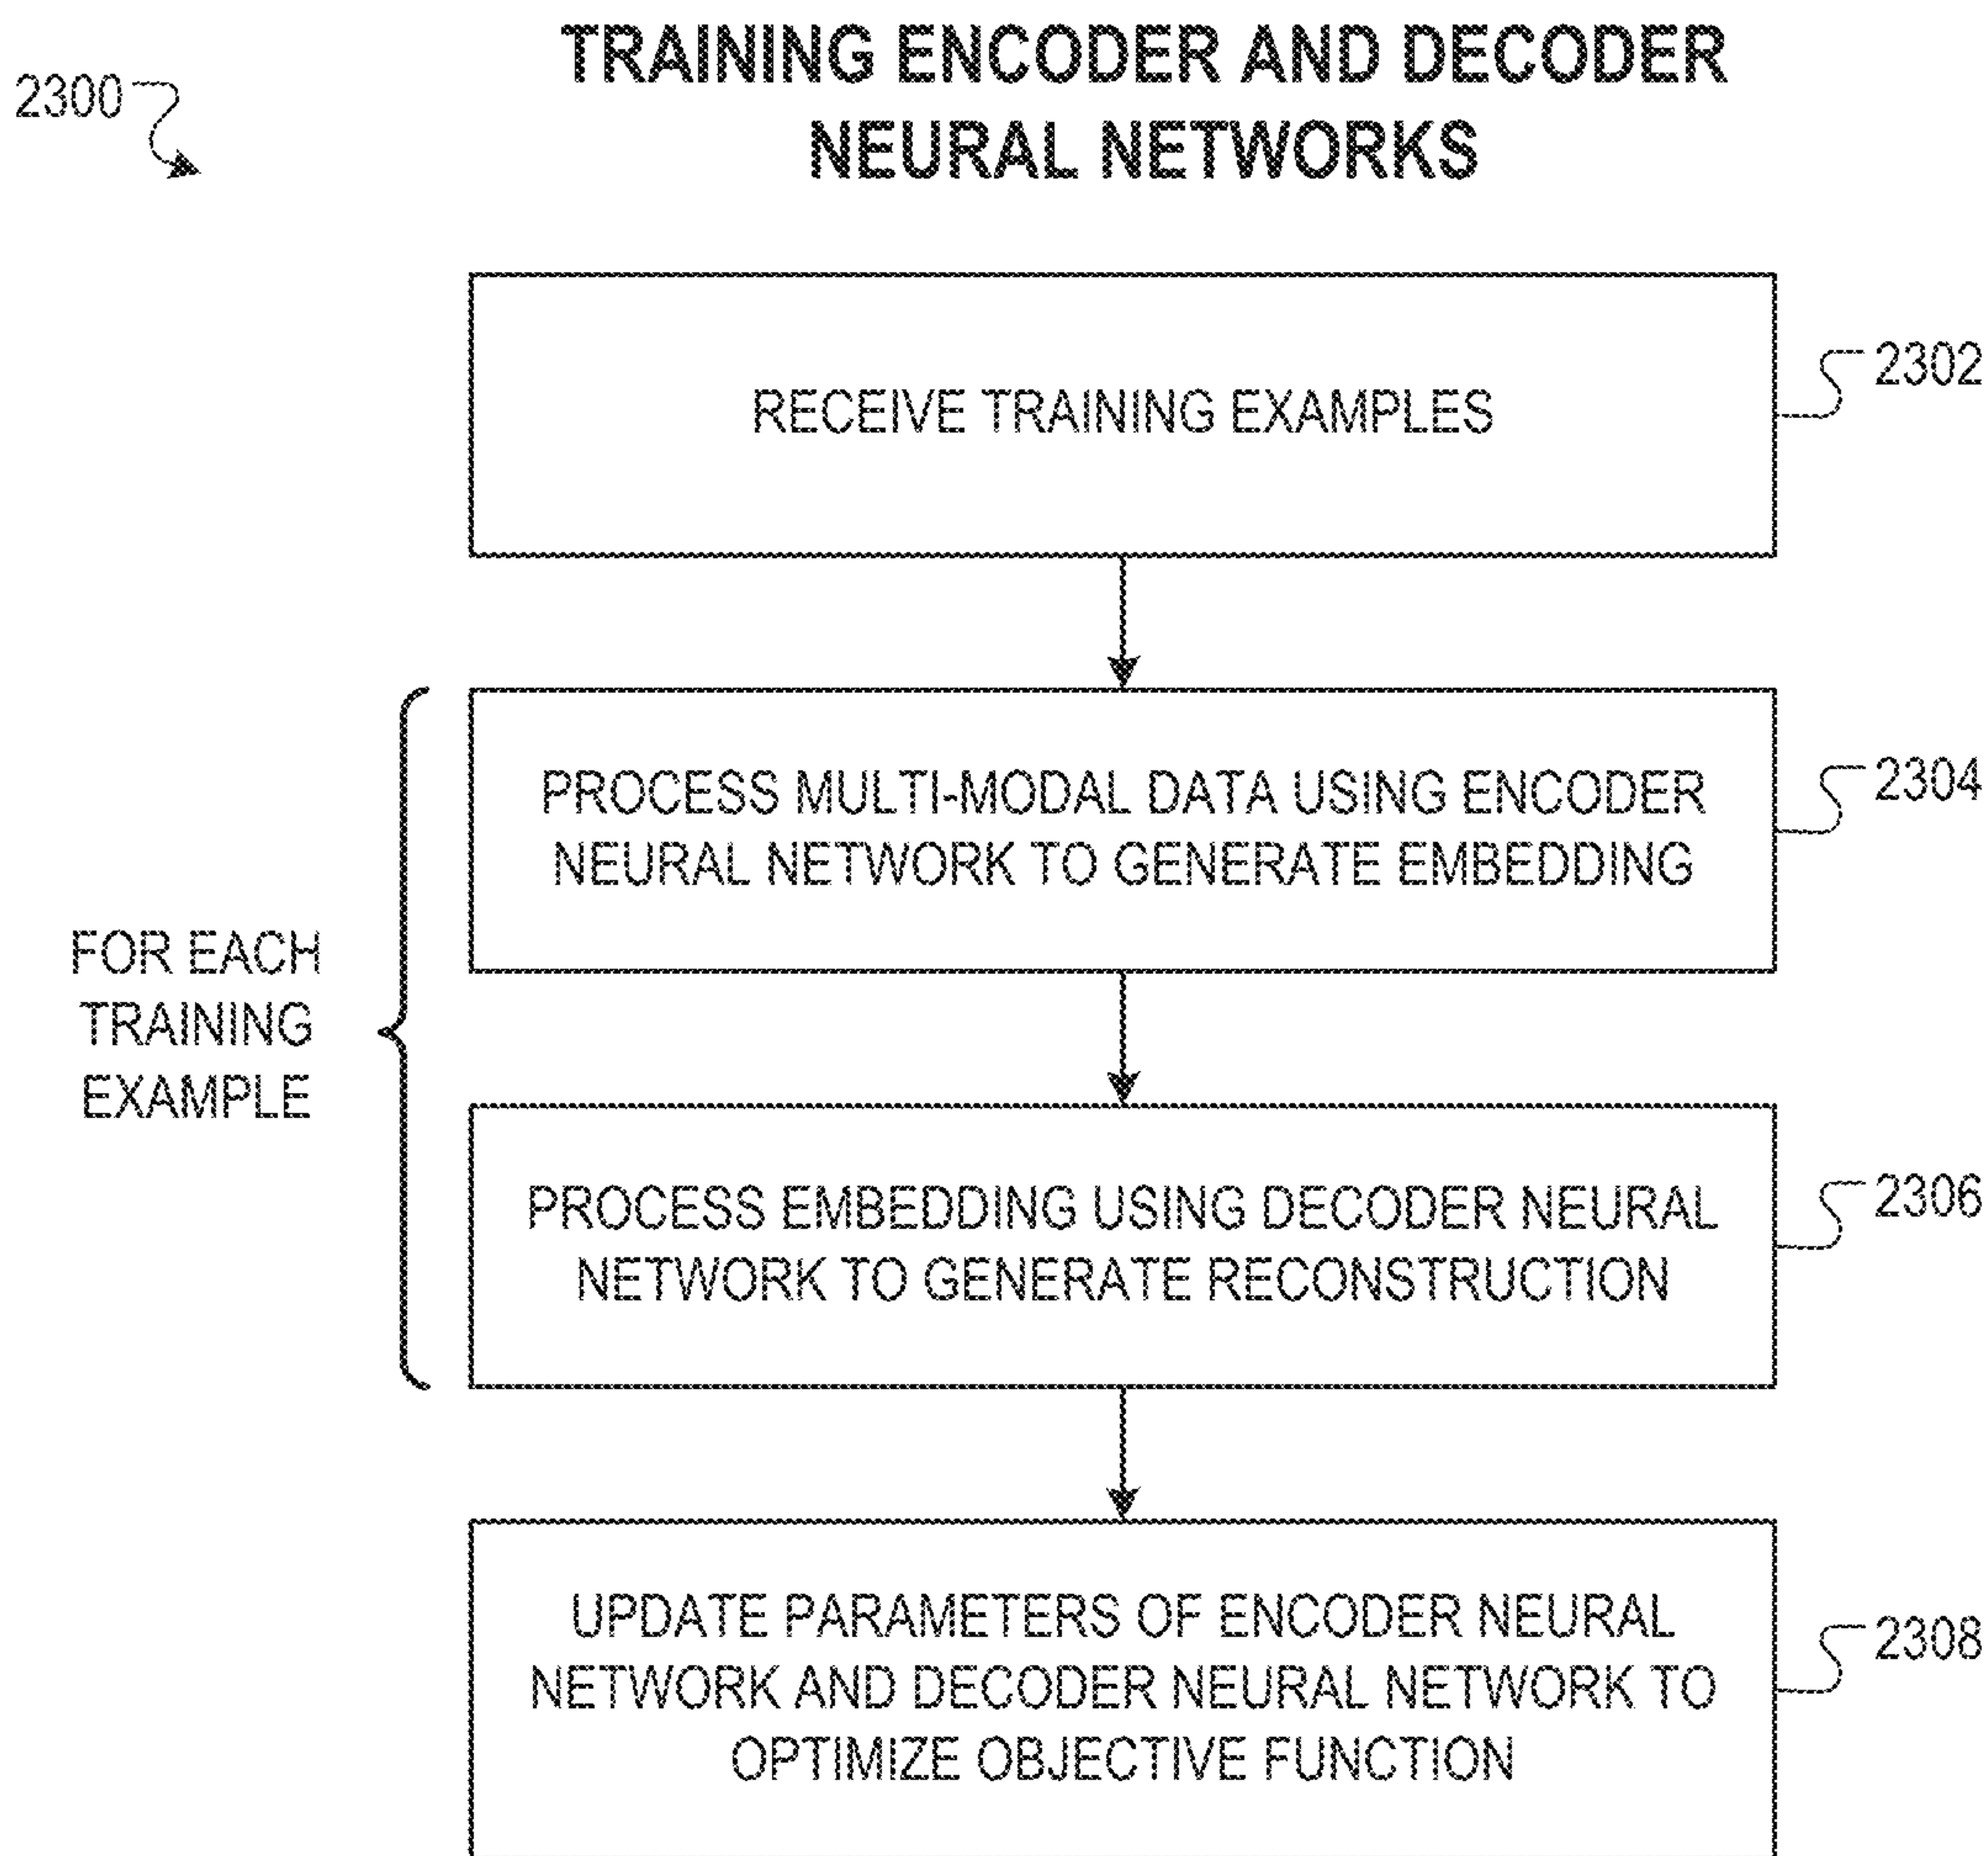 TRAINING ENCODER AND DECODER
NEURAL NETWORKS
2300
RECEIVE TRAINING EXAMPLES
2302
PROCESS MULTI-MODAL DATA USING ENCODER
NEURAL NETWORK TO GENERATE EMBEDDING
2304
FOR EACH
TRAINING
EXAMPLE
PROCESS EMBEDDING USING DECODER NEURAL
NETWORK TO GENERATE RECONSTRUCTION
2306
UPDATE PARAMETERS OF ENCODER NEURAL
NETWORK AND DECODER NEURAL NETWORK TO
OPTIMIZE OBJECTIVE FUNCTION
2308